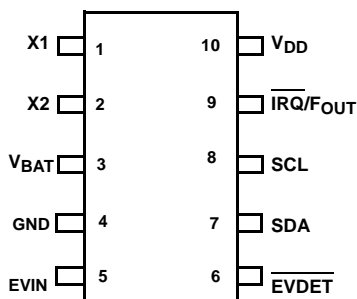 X1 1 10 VDD
X2 2 9 IRQ/FOUT
VBAT 3 8 SCL
GND 4 7 SDA
EVIN 5 6 EVDET